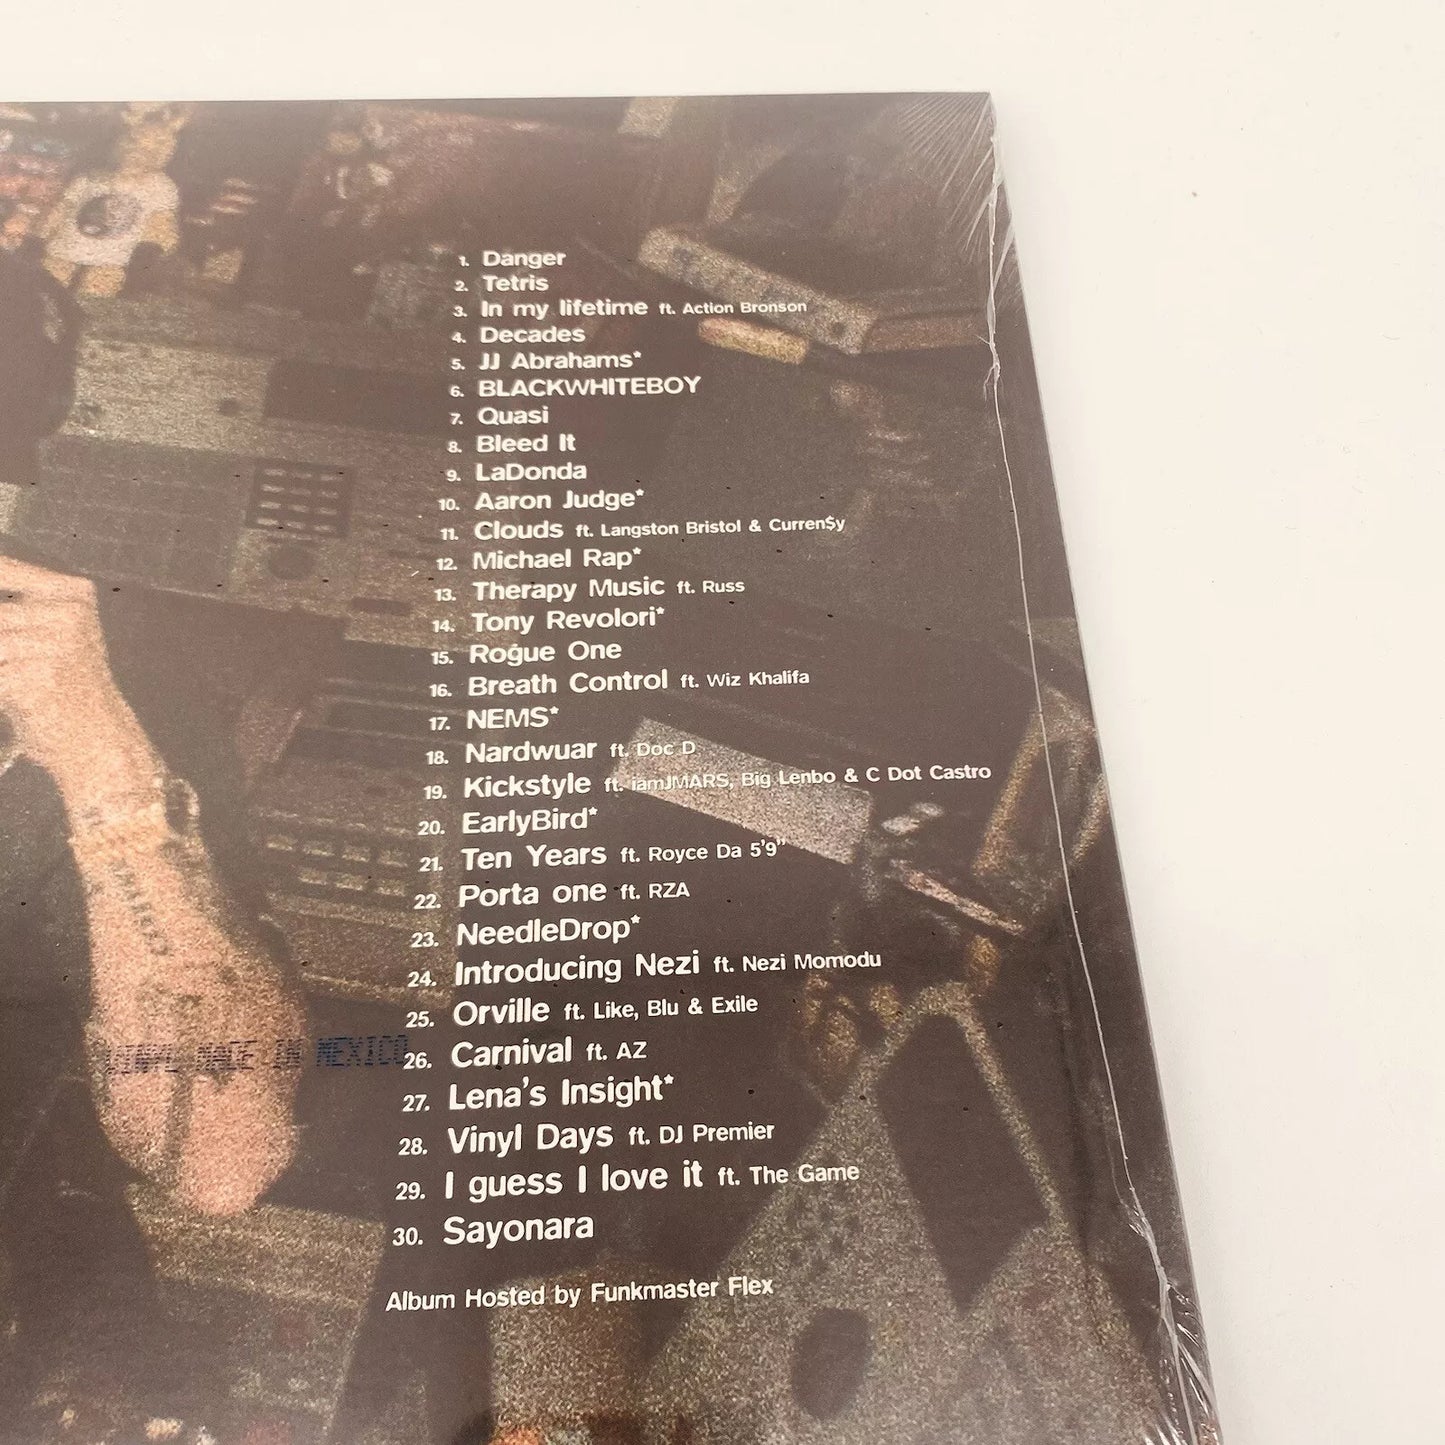 1. Danger
2. Tetris
3. In my lifetime ft. Action Bronson
4. Decades
5. JJ Abrahams*
6. BLACKWHITEBOY
7. Quasi
8. Bleed It
9. LaDonda
10. Aaron Judge*
11. Clouds ft. Langston Bristol & Curren$y
12. Michael Rap*
13. Therapy Music ft. Russ
14. Tony Revolori*
15. Rogue One
16. Breath Control ft. Wiz Khalifa
17. NEMS*
18. Nardwuar ft. Doc D
19. Kickstyle ft. iamJMARS, Big Lenbo & C Dot Castro
20. EarlyBird*
21. Ten Years ft. Royce Da 5'9"
22. Porta one ft. RZA
23. NeedleDrop*
24. Introducing Nezi ft. Nezi Momodu
25. Orville ft. Like, Blu & Exile
VINYL MADE IN MEXICO
26. Carnival ft. AZ
27. Lena's Insight*
28. Vinyl Days ft. DJ Premier
29. I guess I love it ft. The Game
30. Sayonara
Album Hosted by Funkmaster Flex